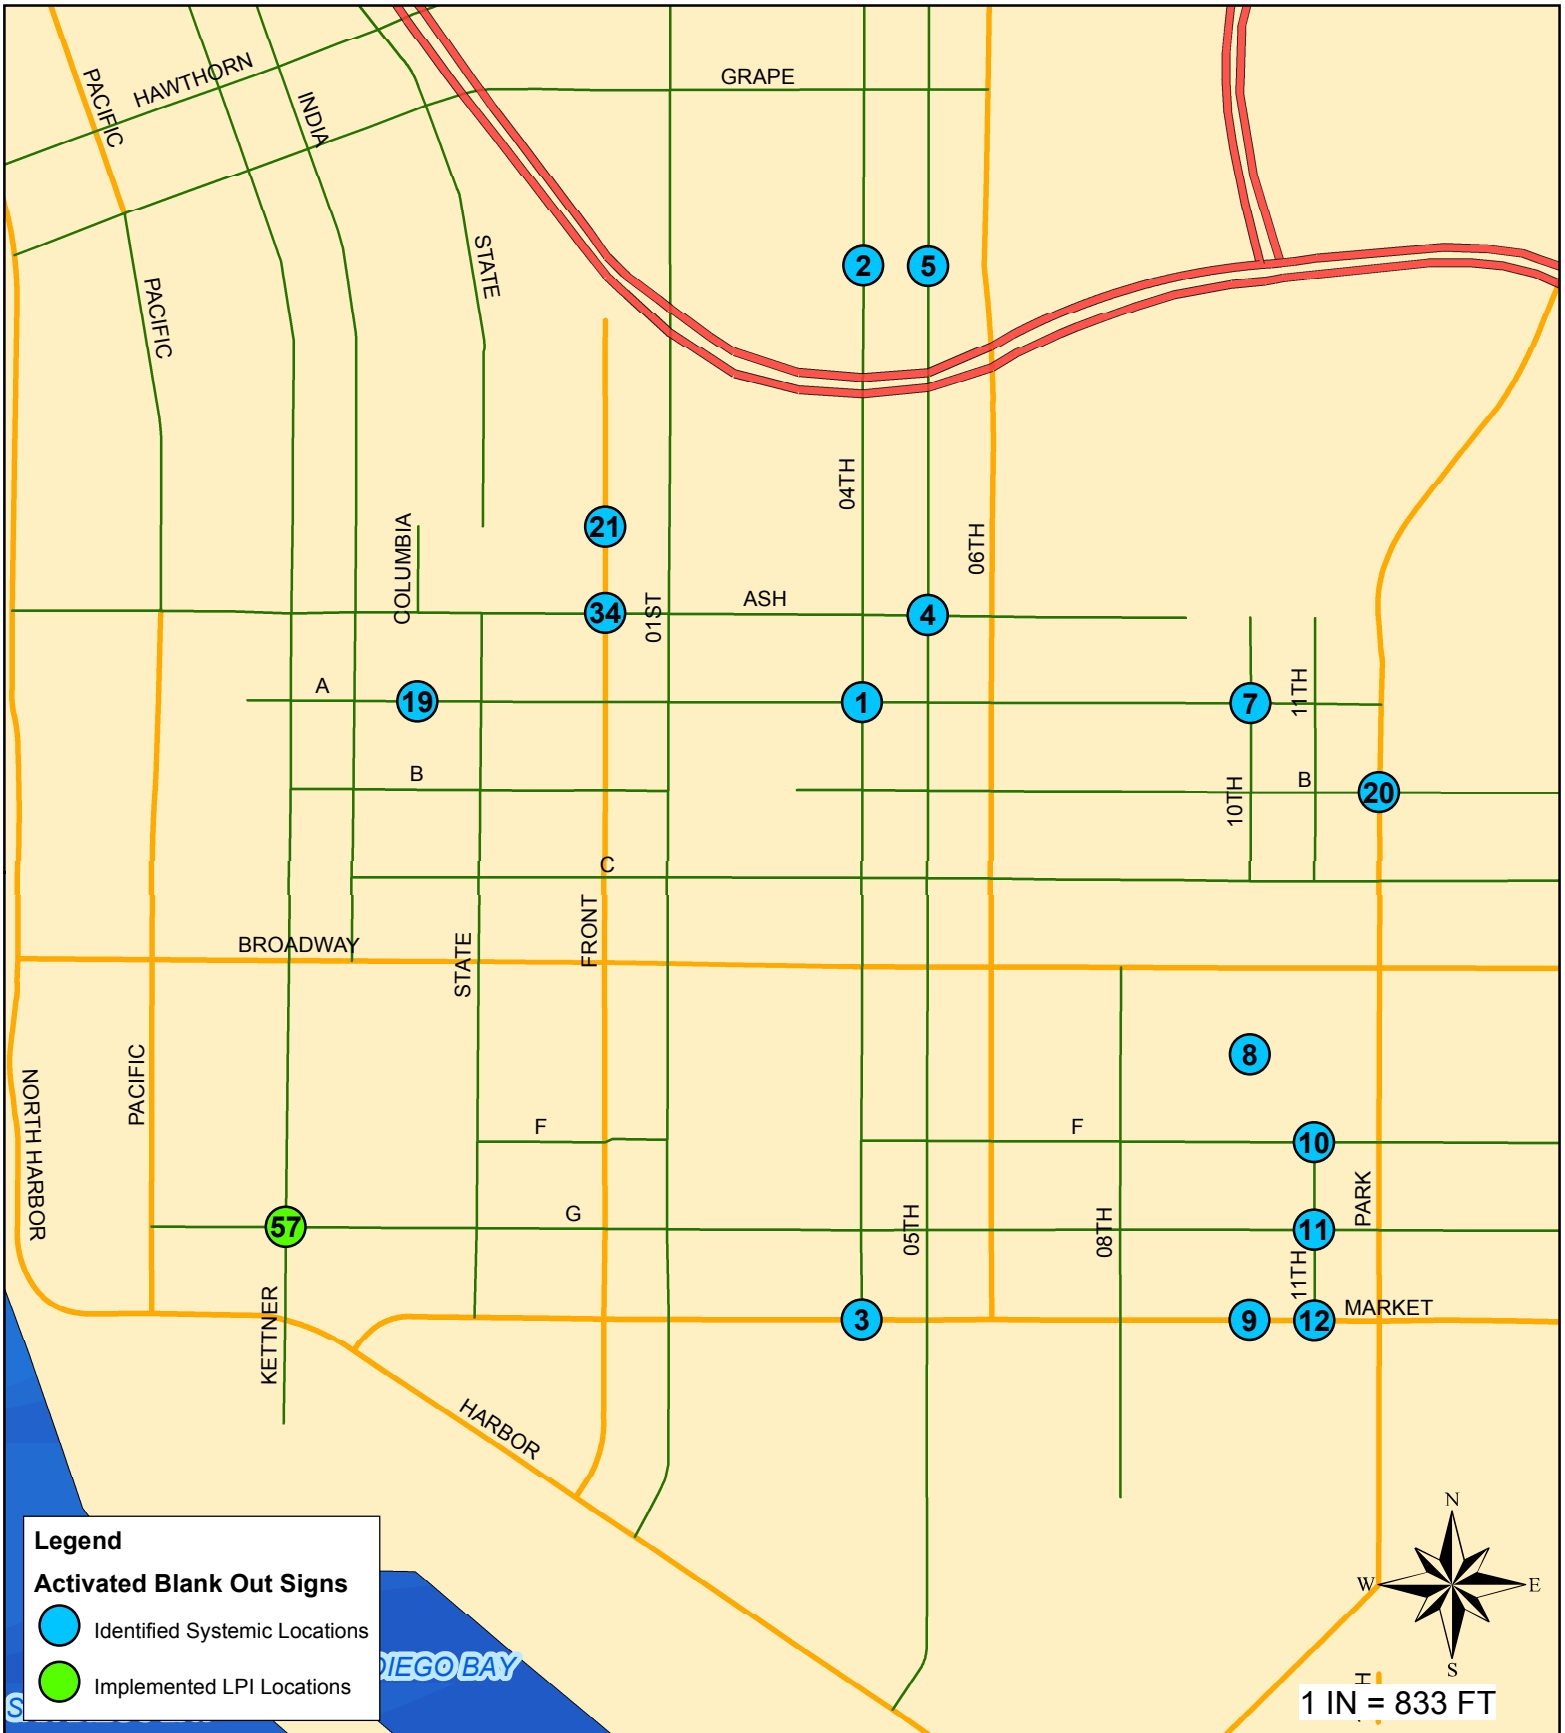 GRAPE
HAWTHORN
PACIFIC
INDIA
STATE
PACIFIC
2
5
04TH
21
COLUMBIA
06TH
34
01ST
ASH
4
A
19
1
7
11TH
B
10TH
B
20
C
FRONT
BROADWAY
STATE
8
NORTH HARBOR
PACIFIC
F
F
10
PARK
57
G
05TH
08TH
11
11TH
KETTNER
3
9
12
MARKET
HARBOR
N
W
E
S
1 IN = 833 FT
Legend
Activated Blank Out Signs
Identified Systemic Locations
Implemented LPI Locations
DIEGO BAY